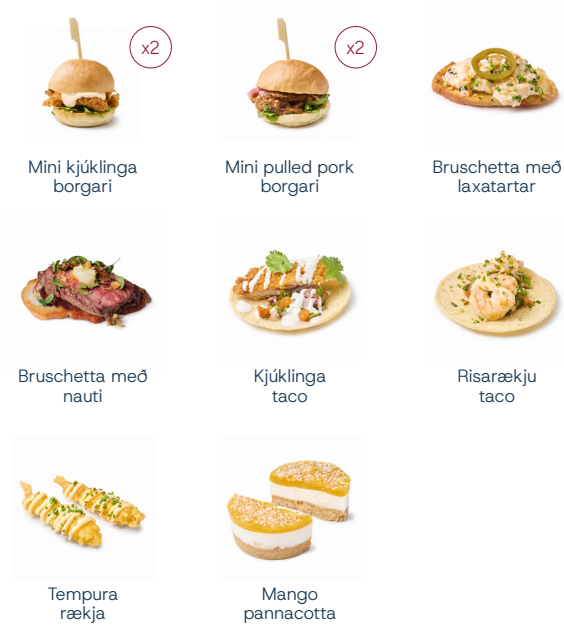 x2
x2
Mini kjúklinga
borgari
Mini pulled pork
borgari
Bruschetta með
laxatartar
Bruschetta með
nauti
Kjúklinga
taco
Risarækju
taco
Tempura
rækja
Mango
pannacotta